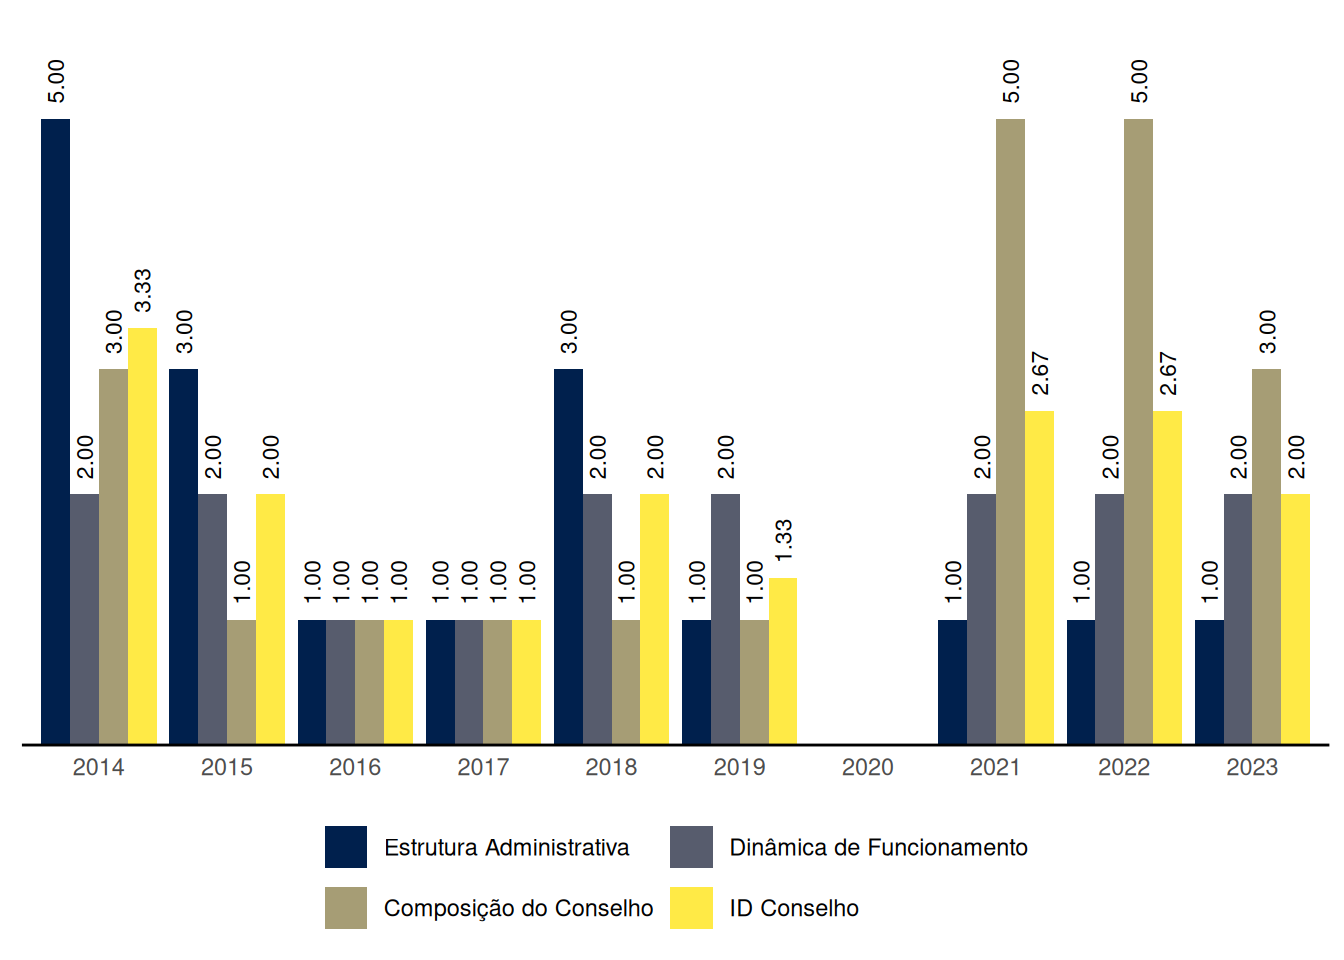 5.00 2.00 3.00 3.33 3.00 2.00 1.00 2.00 1.00 1.00 1.00 1.00 1.00 1.00 1.00 1.00 3.00 2.00 1.00 2.00 1.00 2.00 1.00 1.33 1.00 2.00 5.00 2.67 1.00 2.00 5.00 2.67 1.00 2.00 3.00 2.00
2014 2015 2016 2017 2018 2019 2020 2021 2022 2023
Estrutura Administrativa Dinâmica de Funcionamento
Composição do Conselho ID Conselho